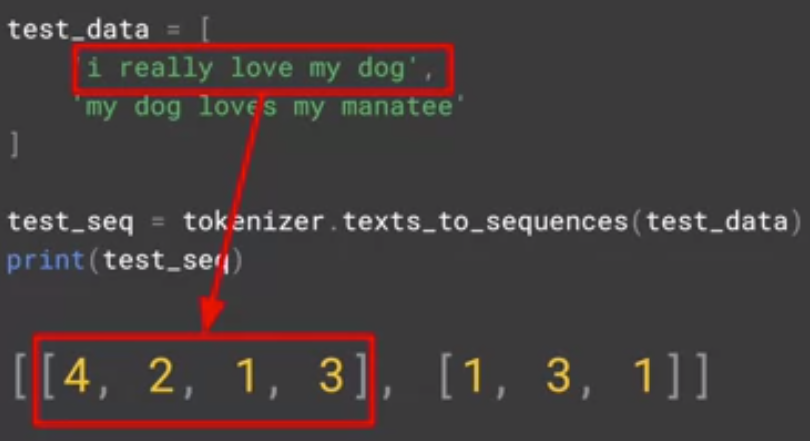 test_data = [
'i really love my dog',
'my dog loves my manatee'
]
test_seq = tokenizer.texts_to_sequences(test_data)
print(test_seq)
[[4, 2, 1, 3], [1, 3, 1]]